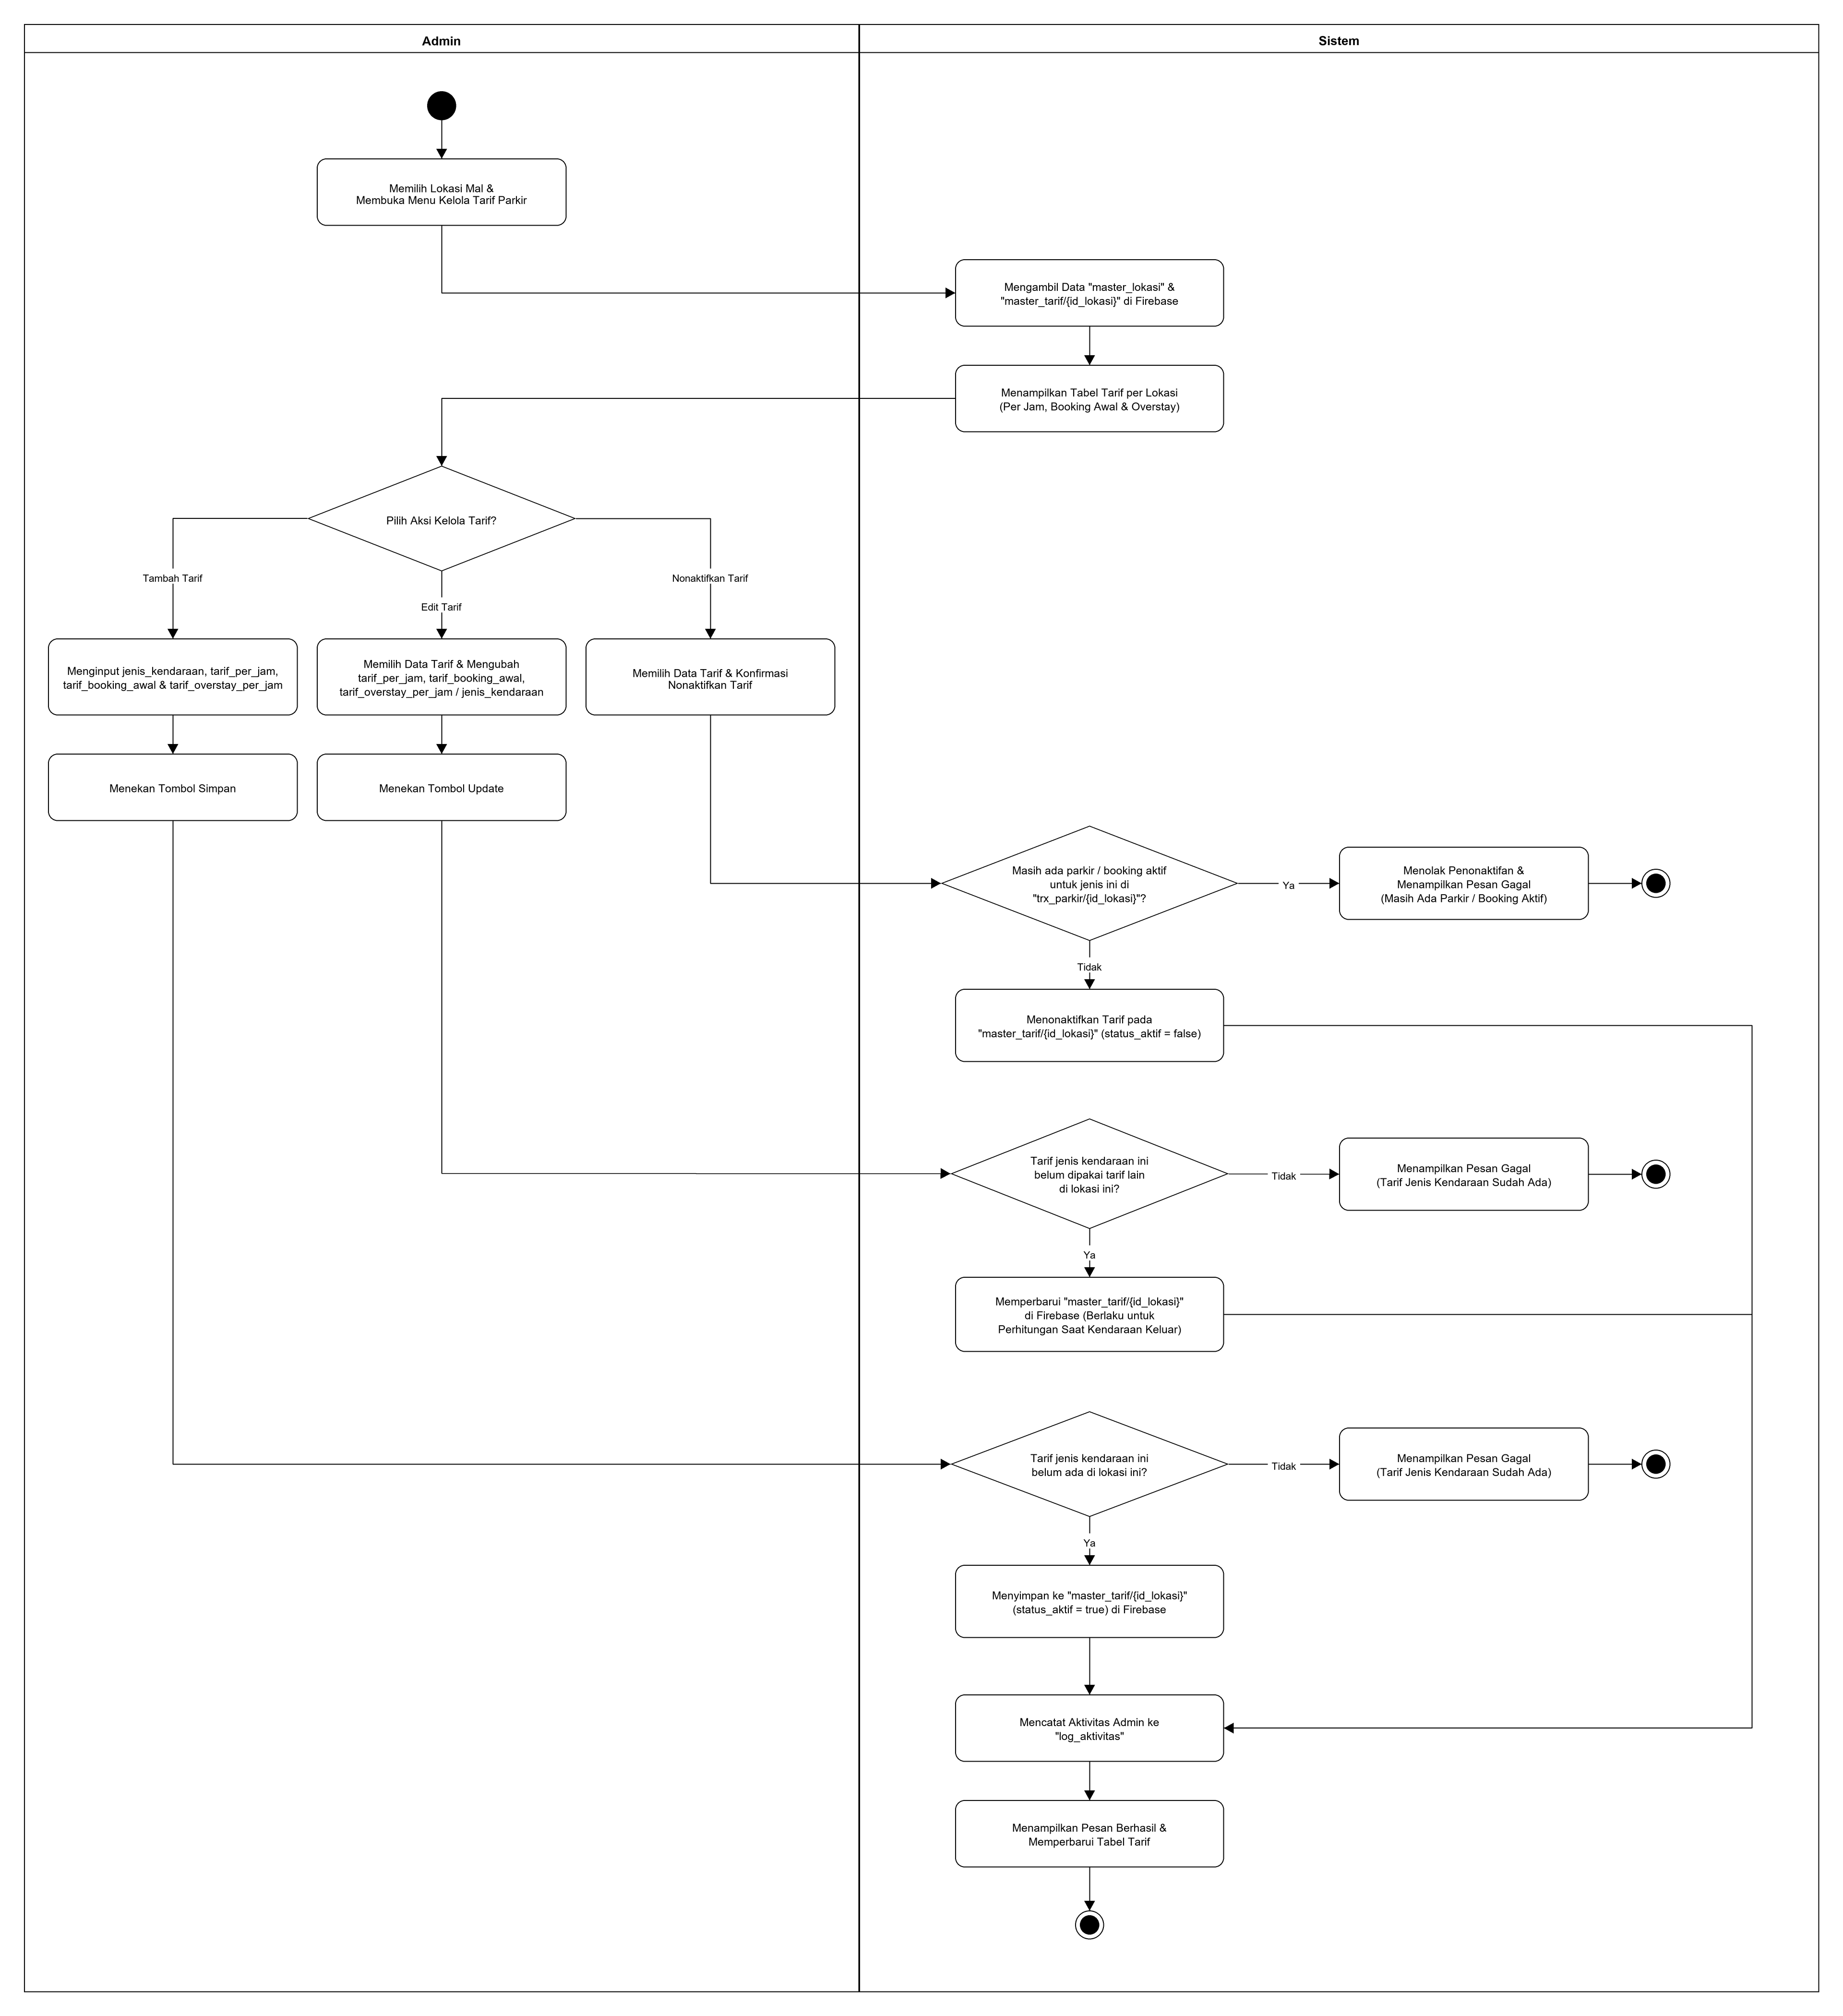 Admin
Sistem
Memilih Lokasi Mal &
Membuka Menu Kelola Tarif Parkir
Mengambil Data "master_lokasi" &
"master_tarif/{id_lokasi}" di Firebase
Menampilkan Tabel Tarif per Lokasi
(Per Jam, Booking Awal & Overstay)
Pilih Aksi Kelola Tarif?
Tambah Tarif
Edit Tarif
Nonaktifkan Tarif
Menginput jenis_kendaraan, tarif_per_jam,
tarif_booking_awal & tarif_overstay_per_jam
Memilih Data Tarif & Mengubah
tarif_per_jam, tarif_booking_awal,
tarif_overstay_per_jam / jenis_kendaraan
Memilih Data Tarif & Konfirmasi
Nonaktifkan Tarif
Menekan Tombol Simpan
Menekan Tombol Update
Masih ada parkir / booking aktif
untuk jenis ini di
"trx_parkir/{id_lokasi}"?
Ya
Menolak Penonaktifan &
Menampilkan Pesan Gagal
(Masih Ada Parkir / Booking Aktif)
Tidak
Menonaktifkan Tarif pada
"master_tarif/{id_lokasi}" (status_aktif = false)
Tarif jenis kendaraan ini
belum dipakai tarif lain
di lokasi ini?
Tidak
Menampilkan Pesan Gagal
(Tarif Jenis Kendaraan Sudah Ada)
Ya
Memperbarui "master_tarif/{id_lokasi}"
di Firebase (Berlaku untuk
Perhitungan Saat Kendaraan Keluar)
Tarif jenis kendaraan ini
belum ada di lokasi ini?
Tidak
Menampilkan Pesan Gagal
(Tarif Jenis Kendaraan Sudah Ada)
Ya
Menyimpan ke "master_tarif/{id_lokasi}"
(status_aktif = true) di Firebase
Mencatat Aktivitas Admin ke
"log_aktivitas"
Menampilkan Pesan Berhasil &
Memperbarui Tabel Tarif